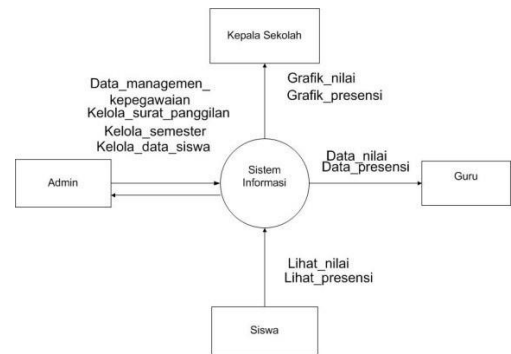 Kepala Sekolah
Data_managemen_
kepegawaian
Kelola_surat_panggilan
Kelola_semester
Kelola_data_siswa
Grafik_nilai
Grafik_presensi
Admin
Sistem
Informasi
Data_nilai
Data_presensi
Guru
Lihat_nilai
Lihat_presensi
Siswa